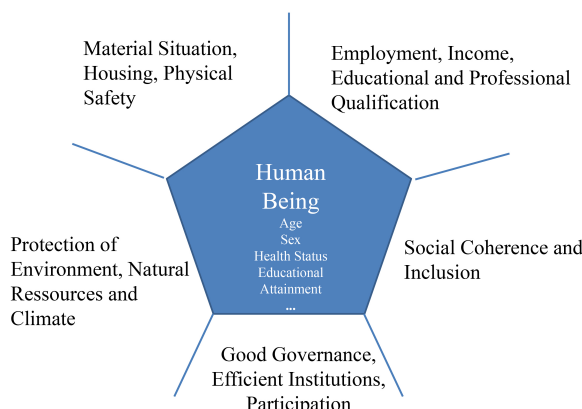 Material Situation,
Housing, Physical
Safety
Employment, Income,
Educational and Professional
Qualification
Human
Being
Age
Sex
Health Status
Educational
Attainment
...
Protection of
Environment, Natural
Ressources and
Climate
Social Coherence and
Inclusion
Good Governance,
Efficient Institutions,
Participation